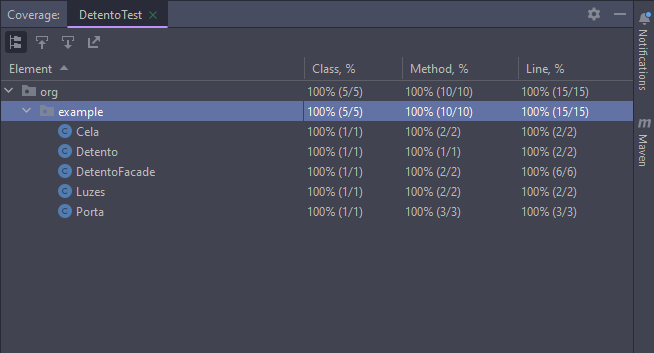 Coverage: DetentoTest
Element Class, % Method, % Line, %
org 100% (5/5) 100% (10/10) 100% (15/15)
example 100% (5/5) 100% (10/10) 100% (15/15)
C Cela 100% (1/1) 100% (2/2) 100% (2/2)
C Detento 100% (1/1) 100% (1/1) 100% (2/2)
C DetentoFacade 100% (1/1) 100% (2/2) 100% (6/6)
C Luzes 100% (1/1) 100% (2/2) 100% (2/2)
C Porta 100% (1/1) 100% (3/3) 100% (3/3)
Notifications
m Maven